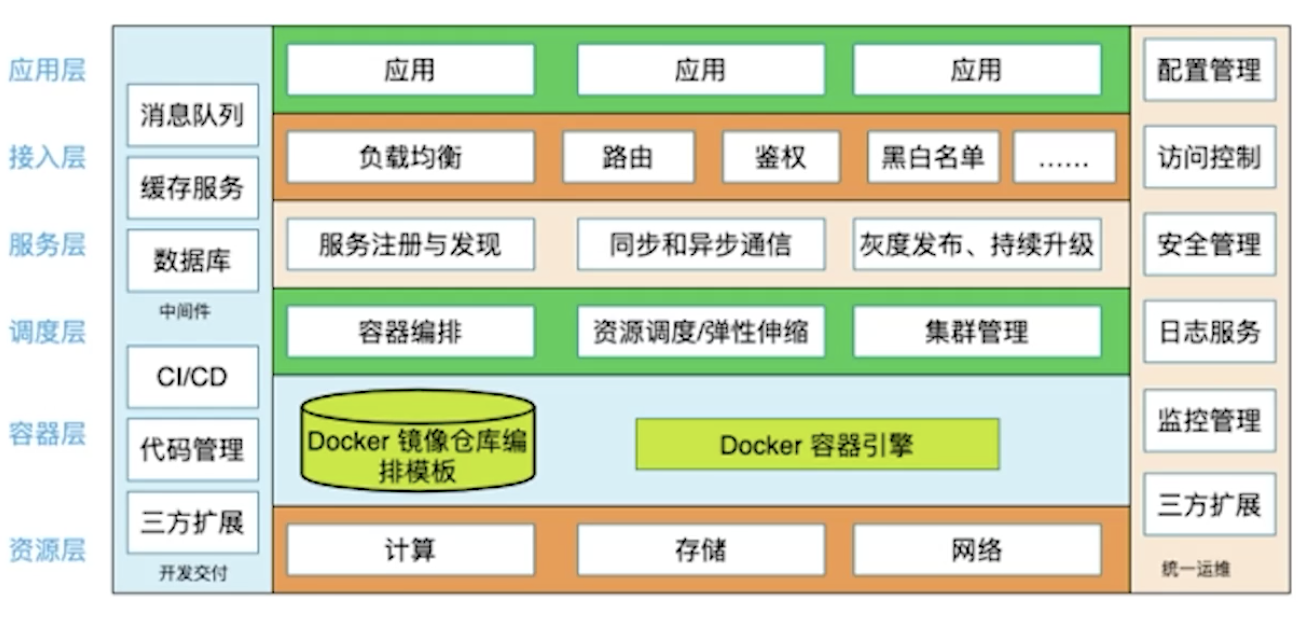 应用层
接入层
服务层
调度层
容器层
资源层
消息队列
缓存服务
数据库
中间件
CI/CD
代码管理
三方扩展
开发交付
应用
应用
应用
负载均衡
路由
鉴权
黑白名单
......
服务注册与发现
同步和异步通信
灰度发布、持续升级
容器编排
资源调度/弹性伸缩
集群管理
Docker 镜像仓库编
排模板
Docker 容器引擎
计算
存储
网络
配置管理
访问控制
安全管理
日志服务
监控管理
三方扩展
统一运维